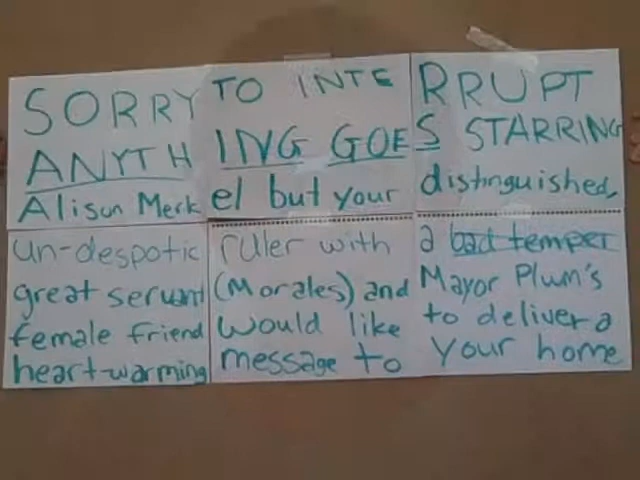 SORRY TO INTERRUPT
ANYTHING GOES STARRING
Alison Merkel but your distinguished,
un-despotic ruler with a bad temper
great servant (Morales) and Mayor Plum's
female friend would like to deliver a
heart-warming message to your home